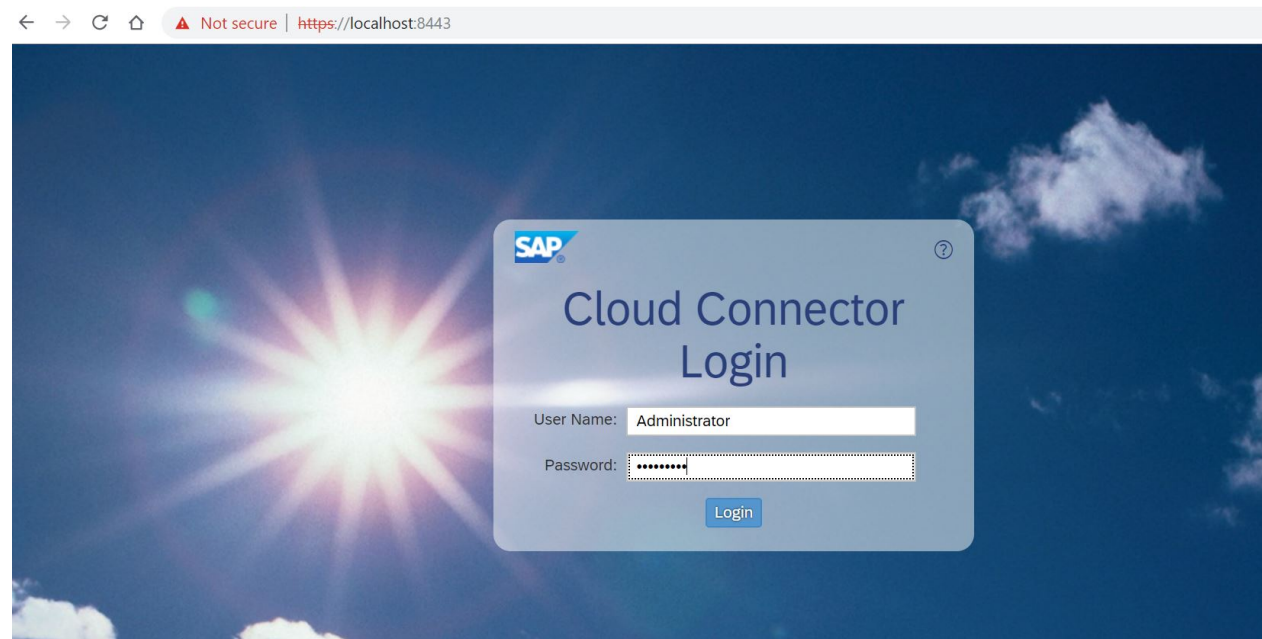 Not secure | https://localhost:8443
SAP®
?
Cloud Connector
Login
User Name: Administrator
Password: •••••••••
Login